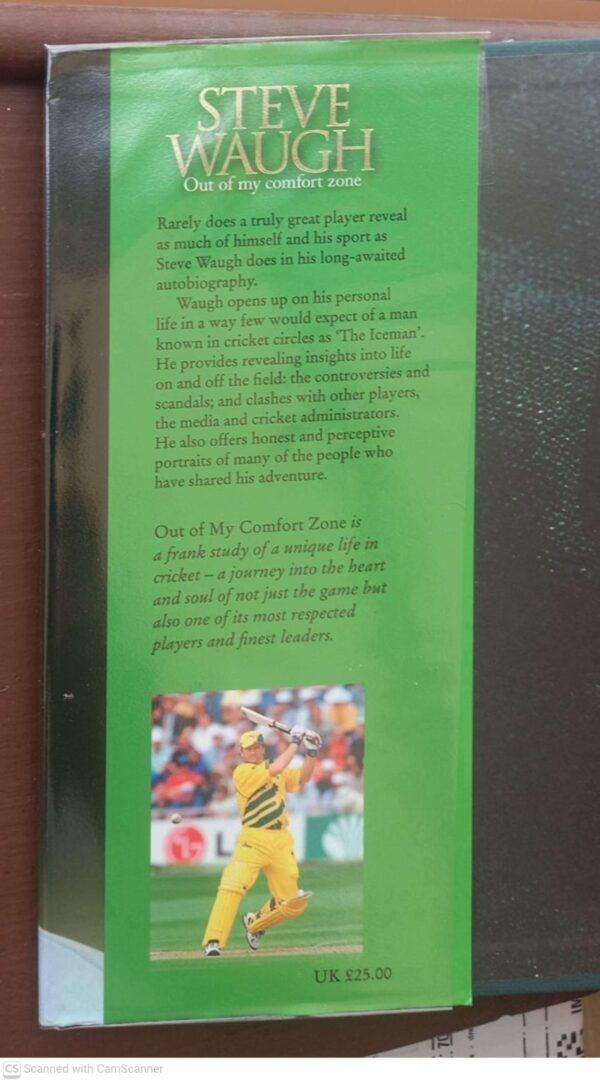 STEVE
WAUGH
Out of my comfort zone
Rarely does a truly great player reveal
as much of himself and his sport as
Steve Waugh does in his long-awaited
autobiography.
Waugh opens up on his personal
life in a way few would expect of a man
known in cricket circles as ‘The Iceman’.
He provides revealing insights into life
on and off the field: the controversies and
scandals; and clashes with other players,
the media and cricket administrators.
He also offers honest and perceptive
portraits of many of the people who
have shared his adventure.
Out of My Comfort Zone is
a frank study of a unique life in
cricket – a journey into the heart
and soul of not just the game but
also one of its most respected
players and finest leaders.
UK £25.00
CS Scanned with CamScanner